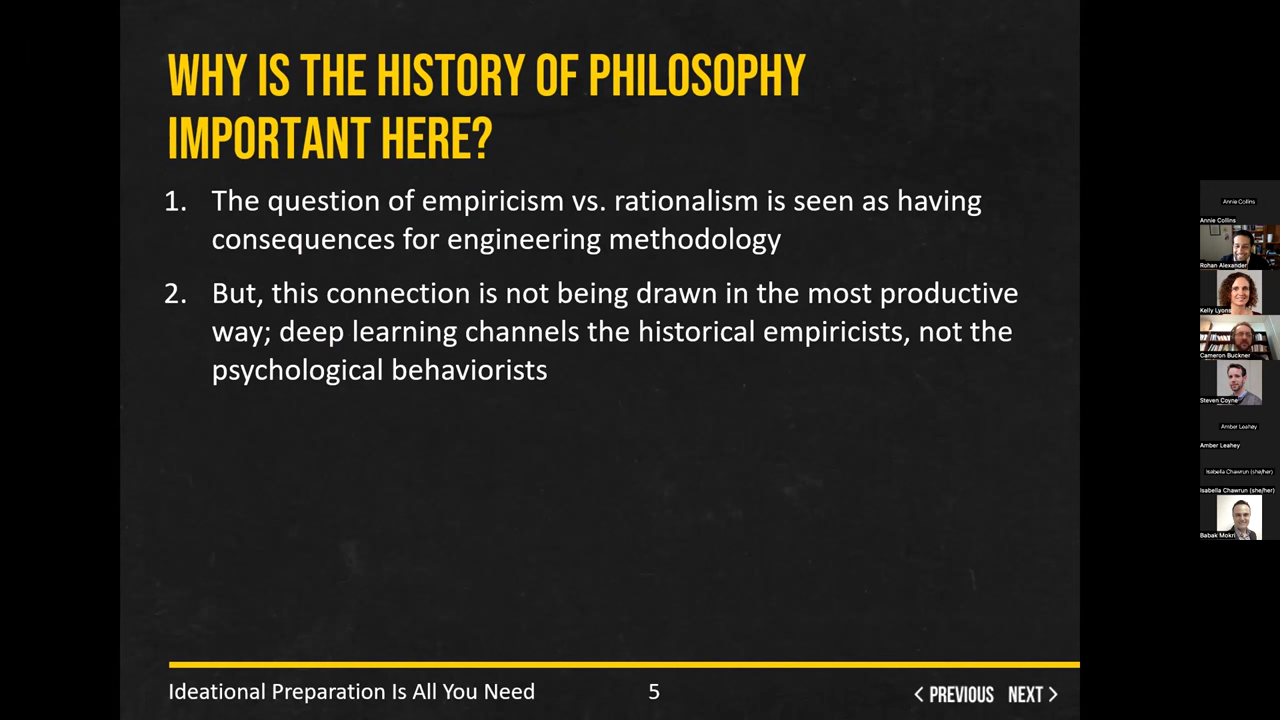 WHY IS THE HISTORY OF PHILOSOPHY
IMPORTANT HERE?
1. The question of empiricism vs. rationalism is seen as having
consequences for engineering methodology
2. But, this connection is not being drawn in the most productive
way; deep learning channels the historical empiricists, not the
psychological behaviorists
Ideational Preparation Is All You Need
5
< PREVIOUS NEXT >
Annie Collins
Annie Collins
Rohan Alexander
Kelly Lyons
Cameron Buckner
Steven Coyne
Amber Leahey
Amber Leahey
Isabella Chawrun (she/her)
Isabella Chawrun (she/her)
Babak Mokri